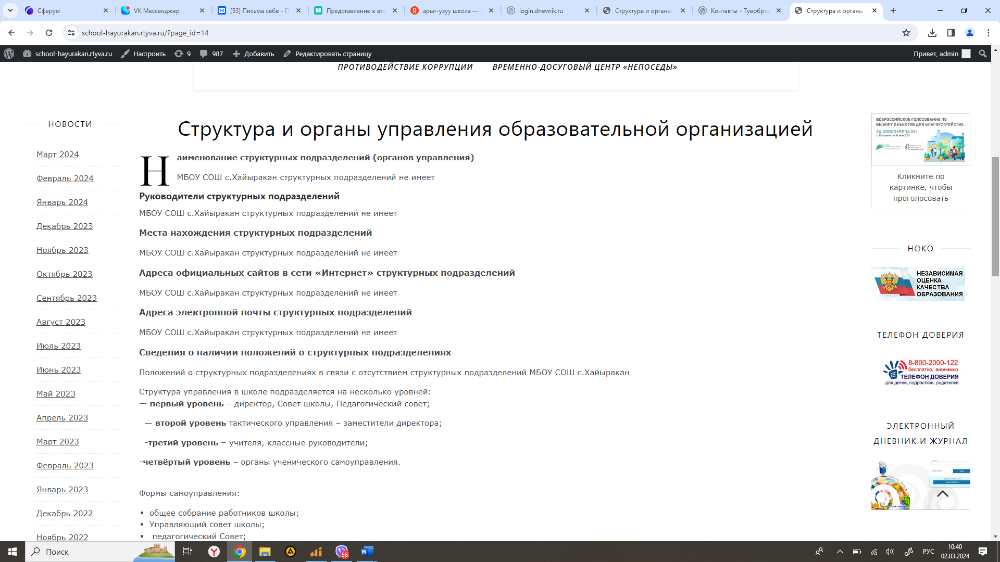 Сферум
VK Мессенджер
(53) Письма себе - П
Представление к атт
арыг-узуу школа —
login.dnevnik.ru
Структура и органы
Контакты - Тувобрна
Структура и органы
school-hayurakan.rtyva.ru/?page_id=14
school-hayurakan.rtyva.ru
Настроить
9
987
Добавить
Редактировать страницу
Привет, admin
ПРОТИВОДЕЙСТВИЕ КОРРУПЦИИ
ВРЕМЕННО-ДОСУГОВЫЙ ЦЕНТР «НЕПОСЕДЫ»
НОВОСТИ
Март 2024
Февраль 2024
Январь 2024
Декабрь 2023
Ноябрь 2023
Октябрь 2023
Сентябрь 2023
Август 2023
Июль 2023
Июнь 2023
Май 2023
Апрель 2023
Март 2023
Февраль 2023
Январь 2023
Декабрь 2022
Ноябрь 2022
Структура и органы управления образовательной организацией
Наименование структурных подразделений (органов управления)
МБОУ СОШ с.Хайыракан структурных подразделений не имеет
Руководители структурных подразделений
МБОУ СОШ с.Хайыракан структурных подразделений не имеет
Места нахождения структурных подразделений
МБОУ СОШ с.Хайыракан структурных подразделений не имеет
Адреса официальных сайтов в сети «Интернет» структурных подразделений
МБОУ СОШ с.Хайыракан структурных подразделений не имеет
Адреса электронной почты структурных подразделений
МБОУ СОШ с.Хайыракан структурных подразделений не имеет
Сведения о наличии положений о структурных подразделениях
Положений о структурных подразделениях в связи с отсутствием структурных подразделений МБОУ СОШ с.Хайыракан
Структура управления в школе подразделяется на несколько уровней:
— первый уровень – директор, Совет школы, Педагогический совет;
— второй уровень тактического управления – заместители директора;
-третий уровень – учителя, классные руководители;
-четвёртый уровень – органы ученического самоуправления.
Формы самоуправления:
• общее собрание работников школы;
• Управляющий совет школы;
• педагогический Совет;
ВСЕРОССИЙСКОЕ ГОЛОСОВАНИЕ ПО
ВЫБОРУ ОБЪЕКТОВ ДЛЯ БЛАГОУСТРОЙСТВА
ZA.GORODSREDA.RU
с 15 апреля по 31 мая 2023
Кликните по
картинке, чтобы
проголосовать
НОКО
НЕЗАВИСИМАЯ
ОЦЕНКА
КАЧЕСТВА
ОБРАЗОВАНИЯ
ТЕЛЕФОН ДОВЕРИЯ
8-800-2000-122
бесплатно, анонимно
ТЕЛЕФОН ДОВЕРИЯ
для детей, подростков, родителей
ЭЛЕКТРОННЫЙ
ДНЕВНИК И ЖУРНАЛ
Поиск
56
РУС
10:40
02.03.2024